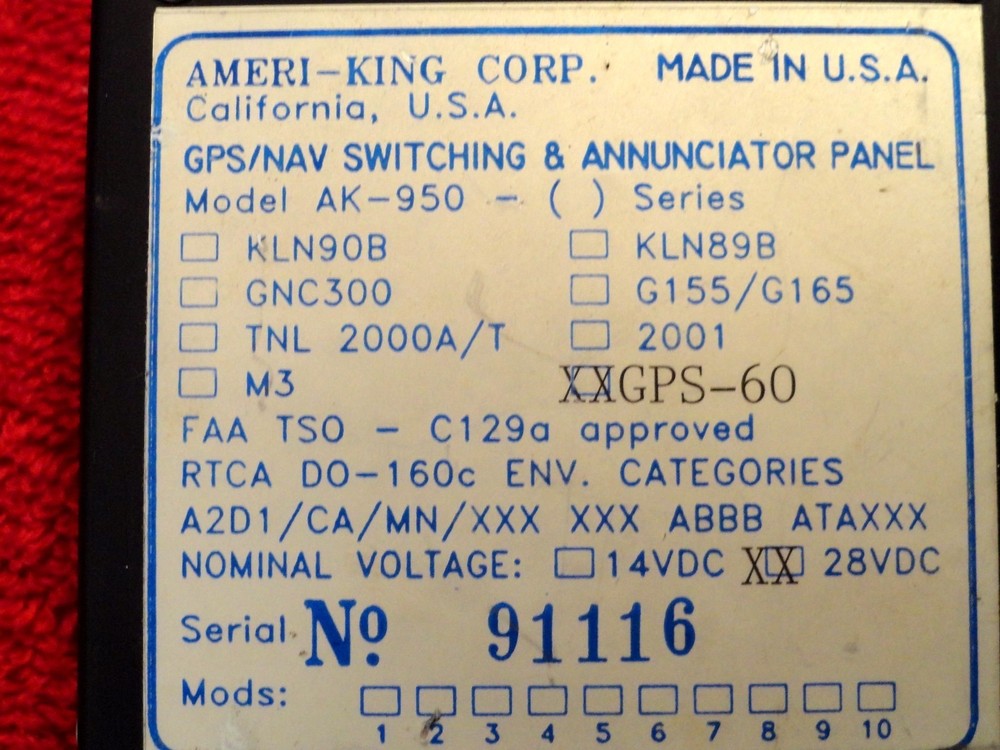 AMERI-KING CORP. MADE IN U.S.A.
California, U.S.A.
GPS/NAV SWITCHING & ANNUNCIATOR PANEL
Model AK-950 - ( ) Series
KLN90B KLN89B
GNC300 G155/G165
TNL 2000A/T 2001
M3 XXGPS-60
FAA TSO - C129a approved
RTCA DO-160c ENV. CATEGORIES
A2D1/CA/MN/XXX XXX ABBB ATAXXX
NOMINAL VOLTAGE: 14VDC XX 28VDC
Serial Nº 91116
Mods:
1 2 3 4 5 6 7 8 9 10